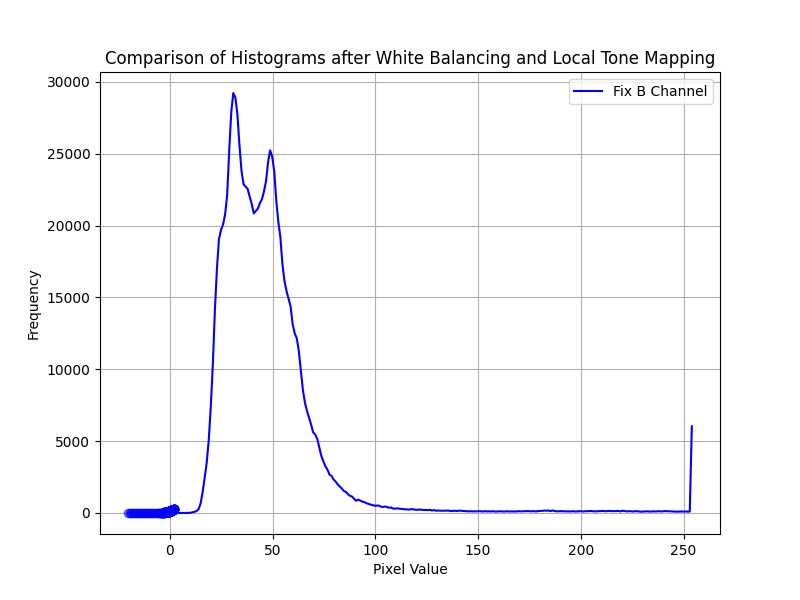 Comparison of Histograms after White Balancing and Local Tone Mapping
Fix B Channel
30000
25000
20000
15000
10000
5000
0
Frequency
0 50 100 150 200 250
Pixel Value